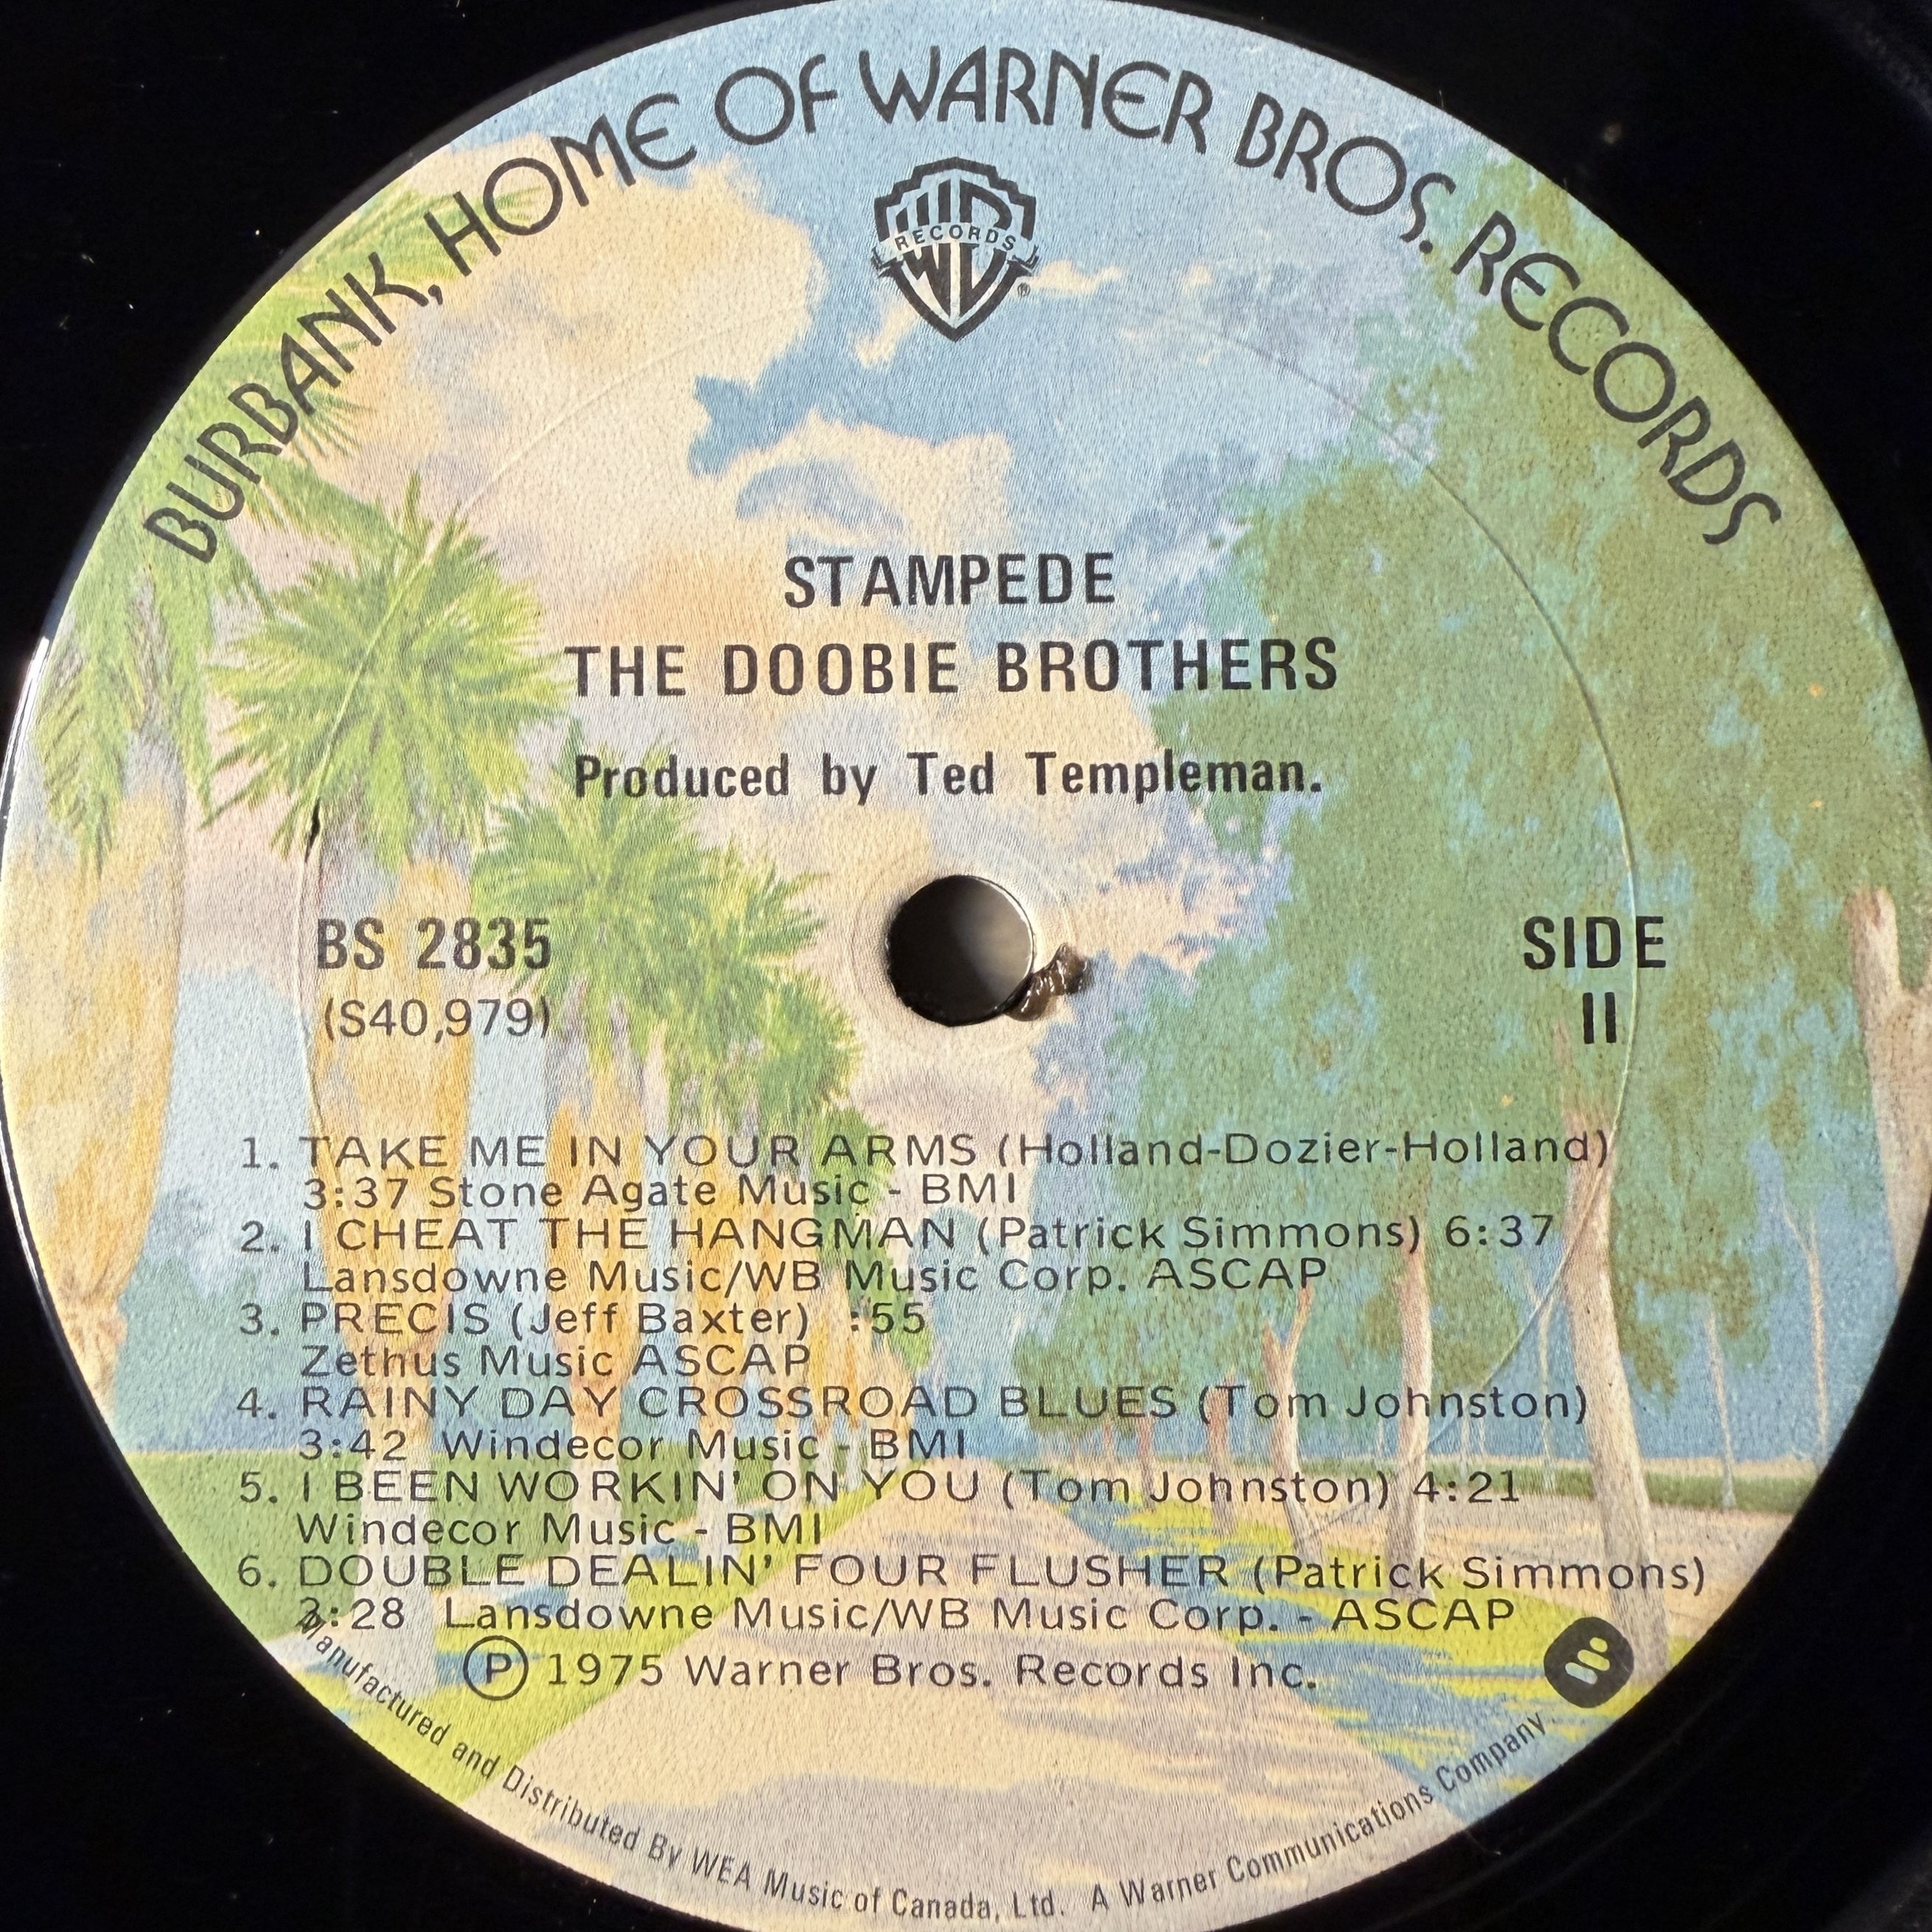 BURBANK, HOME OF WARNER BROS. RECORDS
WB
RECORDS
®
STAMPEDE
THE DOOBIE BROTHERS
Produced by Ted Templeman.
BS 2835
(S40,979)
SIDE
II
1. TAKE ME IN YOUR ARMS (Holland-Dozier-Holland)
3:37 Stone Agate Music - BMI
2. I CHEAT THE HANGMAN (Patrick Simmons) 6:37
Lansdowne Music/WB Music Corp. ASCAP
3. PRECIS (Jeff Baxter) :55
Zethus Music ASCAP
4. RAINY DAY CROSSROAD BLUES (Tom Johnston)
3:42 Windecor Music - BMI
5. I BEEN WORKIN' ON YOU (Tom Johnston) 4:21
Windecor Music - BMI
6. DOUBLE DEALIN' FOUR FLUSHER (Patrick Simmons)
3:28 Lansdowne Music/WB Music Corp. - ASCAP
Ⓟ 1975 Warner Bros. Records Inc.
Manufactured and Distributed By WEA Music of Canada, Ltd. A Warner Communications Company